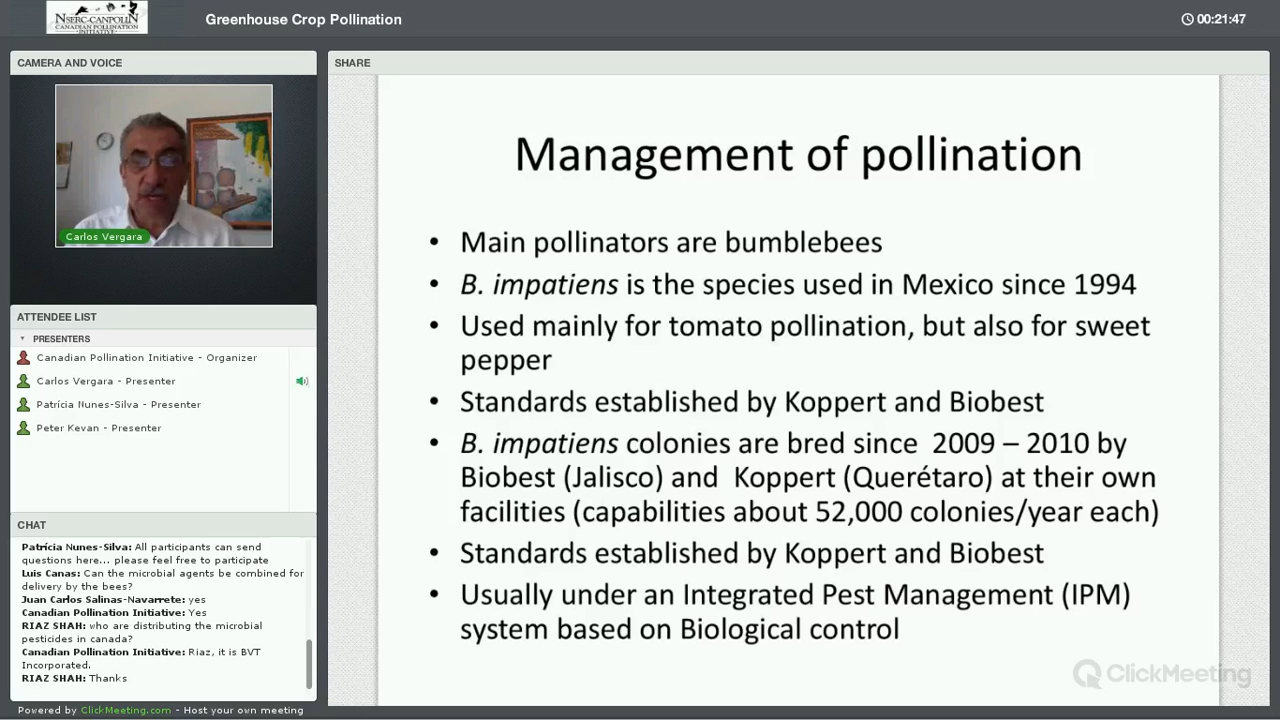 NSERC-CANPOLIN
CANADIAN POLLINATION
INITIATIVE
Greenhouse Crop Pollination
00:21:47
CAMERA AND VOICE
Carlos Vergara
ATTENDEE LIST
PRESENTERS
Canadian Pollination Initiative - Organizer
Carlos Vergara - Presenter
Patrícia Nunes-Silva - Presenter
Peter Kevan - Presenter
CHAT
Patrícia Nunes-Silva: All participants can send
questions here... please feel free to participate
Luis Canas: Can the microbial agents be combined for
delivery by the bees?
Juan Carlos Salinas-Navarrete: yes
Canadian Pollination Initiative: Yes
RIAZ SHAH: who are distributing the microbial
pesticides in canada?
Canadian Pollination Initiative: Riaz, it is BVT
Incorporated.
RIAZ SHAH: Thanks
Powered by ClickMeeting.com - Host your own meeting
SHARE
Management of pollination
• Main pollinators are bumblebees
• B. impatiens is the species used in Mexico since 1994
• Used mainly for tomato pollination, but also for sweet
pepper
• Standards established by Koppert and Biobest
• B. impatiens colonies are bred since 2009 – 2010 by
Biobest (Jalisco) and Koppert (Querétaro) at their own
facilities (capabilities about 52,000 colonies/year each)
• Standards established by Koppert and Biobest
• Usually under an Integrated Pest Management (IPM)
system based on Biological control
ClickMeeting